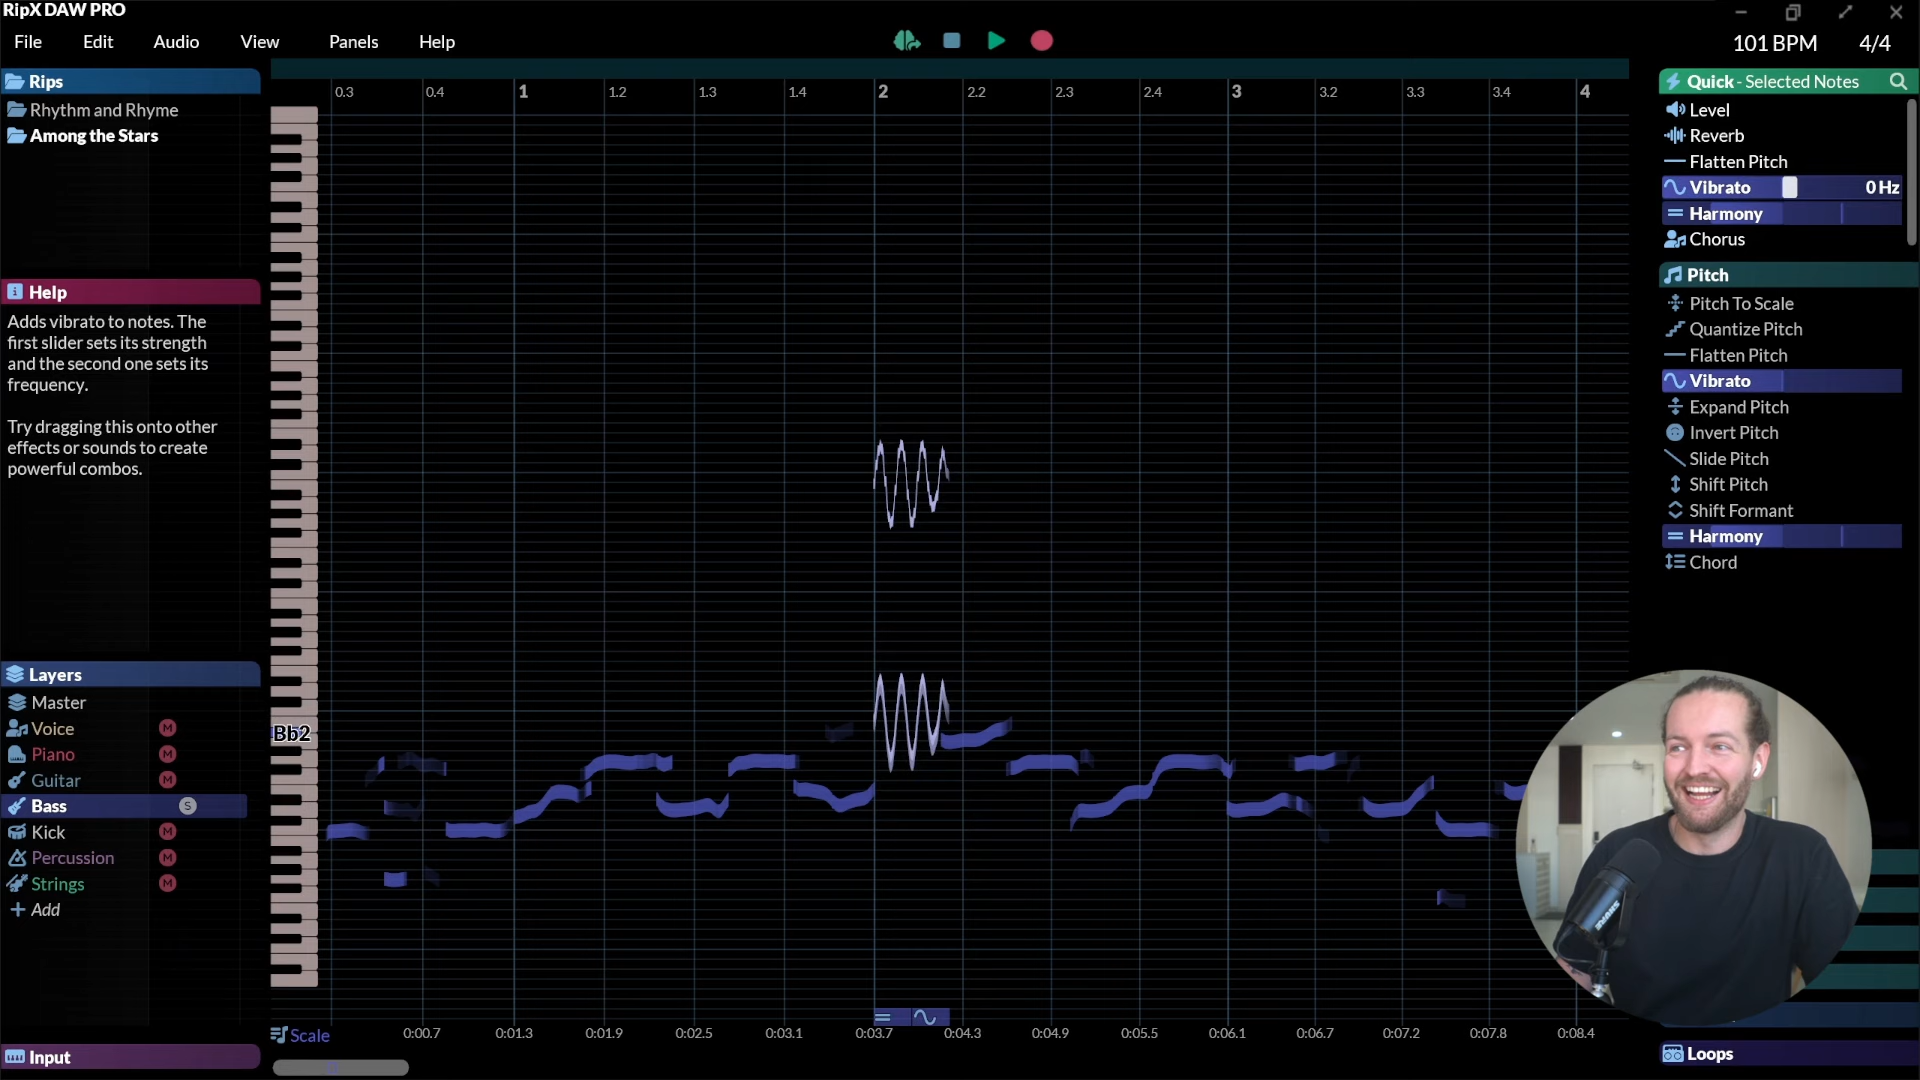 RipX DAW PRO
File Edit Audio View Panels Help
101 BPM 4/4
Rips
Rhythm and Rhyme
Among the Stars
Help
Adds vibrato to notes. The
first slider sets its strength
and the second one sets its
frequency.
Try dragging this onto other
effects or sounds to create
powerful combos.
Layers
Master
Voice M
Piano M
Guitar M
Bass S
Kick M
Percussion M
Strings M
Add
Input
0.3 0.4 1 1.2 1.3 1.4 2 2.2 2.3 2.4 3 3.2 3.3 3.4 4
Bb2
Scale
0:00.7 0:01.3 0:01.9 0:02.5 0:03.1 0:03.7 0:04.3 0:04.9 0:05.5 0:06.1 0:06.7 0:07.2 0:07.8 0:08.4
Quick - Selected Notes
Level
Reverb
Flatten Pitch
Vibrato 0 Hz
Harmony
Chorus
Pitch
Pitch To Scale
Quantize Pitch
Flatten Pitch
Vibrato
Expand Pitch
Invert Pitch
Slide Pitch
Shift Pitch
Shift Formant
Harmony
Chord
SHURE
Loops